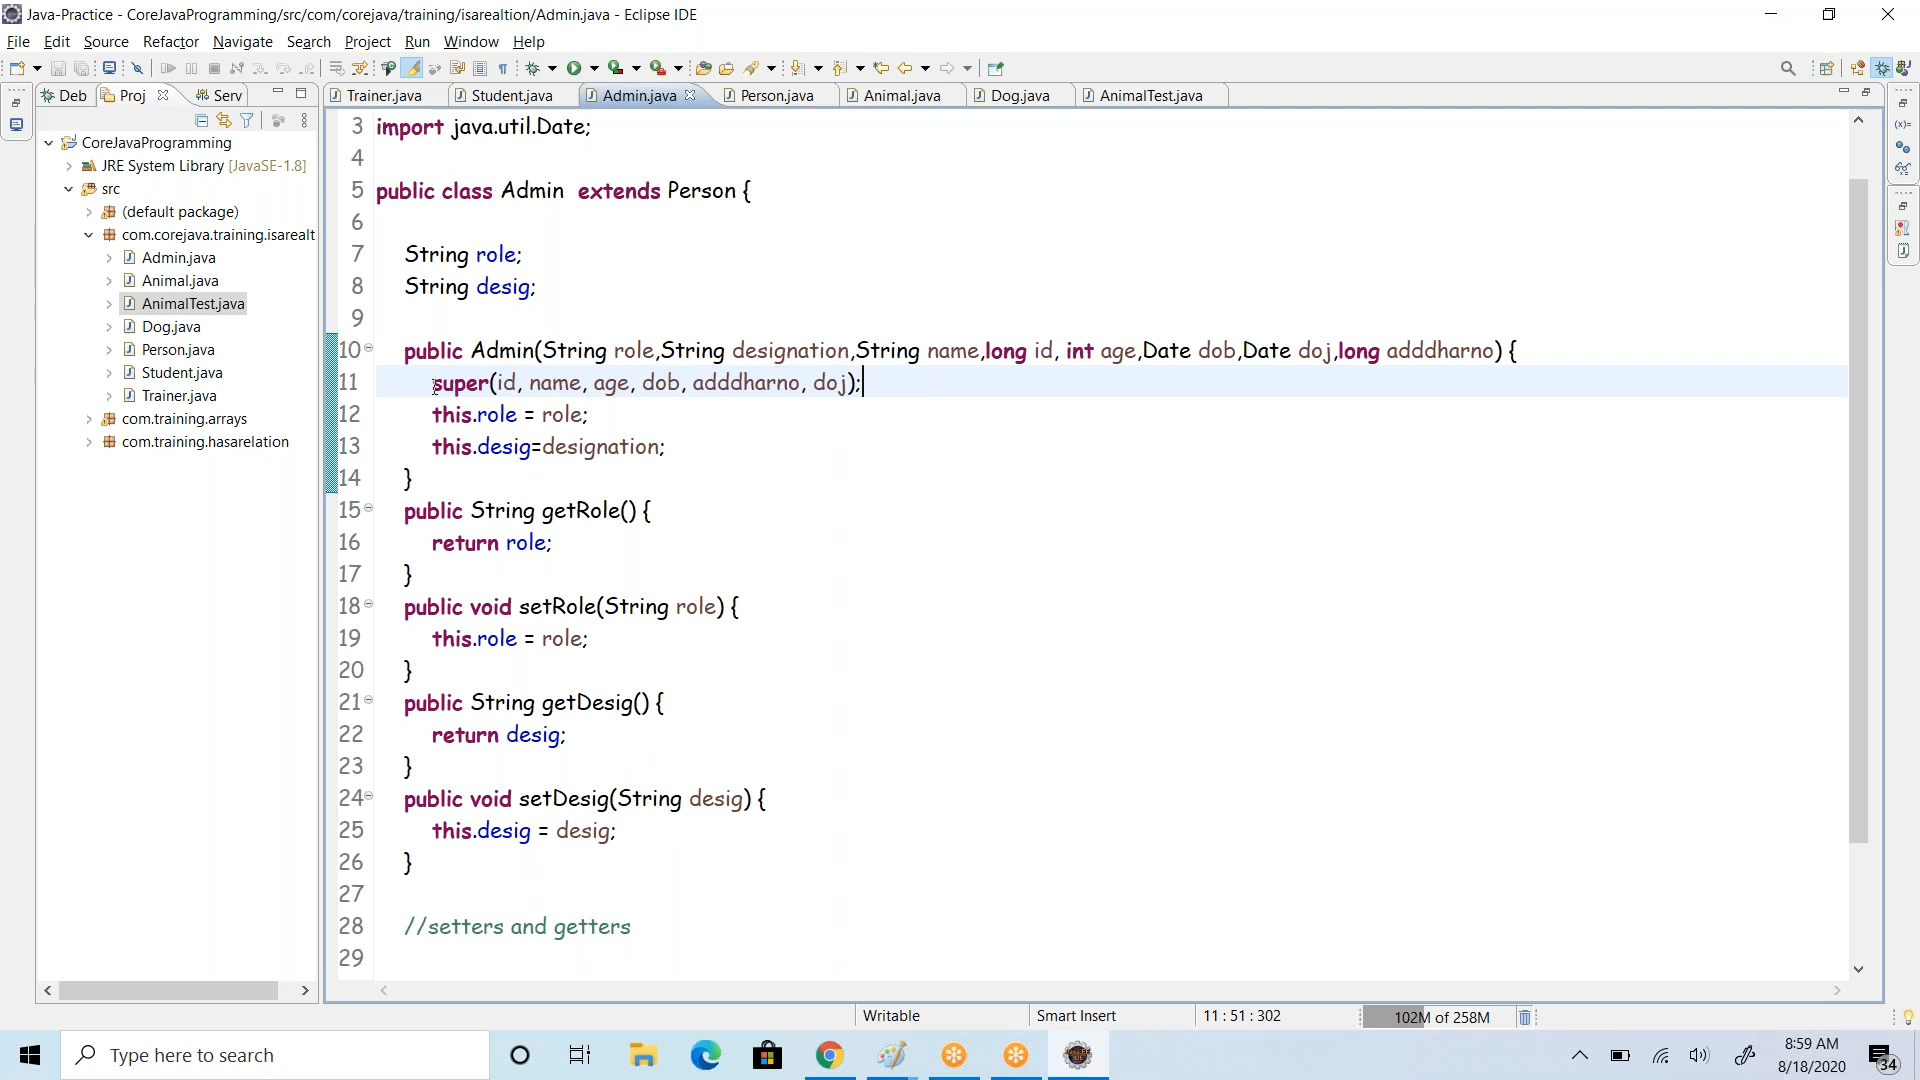 Java-Practice - CoreJavaProgramming/src/com/corejava/training/isarealtion/Admin.java - Eclipse IDE
File Edit Source Refactor Navigate Search Project Run Window Help
Deb Proj Serv
Trainer.java Student.java Admin.java Person.java Animal.java Dog.java AnimalTest.java
CoreJavaProgramming
JRE System Library [JavaSE-1.8]
src
(default package)
com.corejava.training.isarealt
Admin.java
Animal.java
AnimalTest.java
Dog.java
Person.java
Student.java
Trainer.java
com.training.arrays
com.training.hasarelation
3 import java.util.Date;
4
5 public class Admin extends Person {
6
7 String role;
8 String desig;
9
10 public Admin(String role,String designation,String name,long id, int age,Date dob,Date doj,long adddharno) {
11 super(id, name, age, dob, adddharno, doj);
12 this.role = role;
13 this.desig=designation;
14 }
15 public String getRole() {
16 return role;
17 }
18 public void setRole(String role) {
19 this.role = role;
20 }
21 public String getDesig() {
22 return desig;
23 }
24 public void setDesig(String desig) {
25 this.desig = desig;
26 }
27
28 //setters and getters
29
Writable Smart Insert 11 : 51 : 302 102M of 258M
Type here to search
8:59 AM
8/18/2020
34